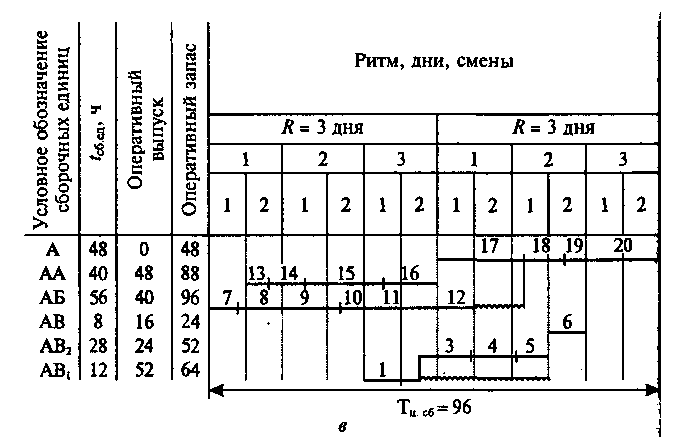 Условное обозначение
сборочных единиц
tсб.ед, ч
Оперативный
выпуск
Оперативный запас
Ритм, дни, смены
R = 3 дня R = 3 дня
1 2 3 1 2 3
1 2 1 2 1 2 1 2 1 2 1 2
А 48 0 48 17 18 19 20
АА 40 48 88 13 14 15 16
АБ 56 40 96 7 8 9 10 11 12
АВ 8 16 24 6
АВ₂ 28 24 52 3 4 5
АВ₁ 12 52 64 1
Тц. сб = 96
в